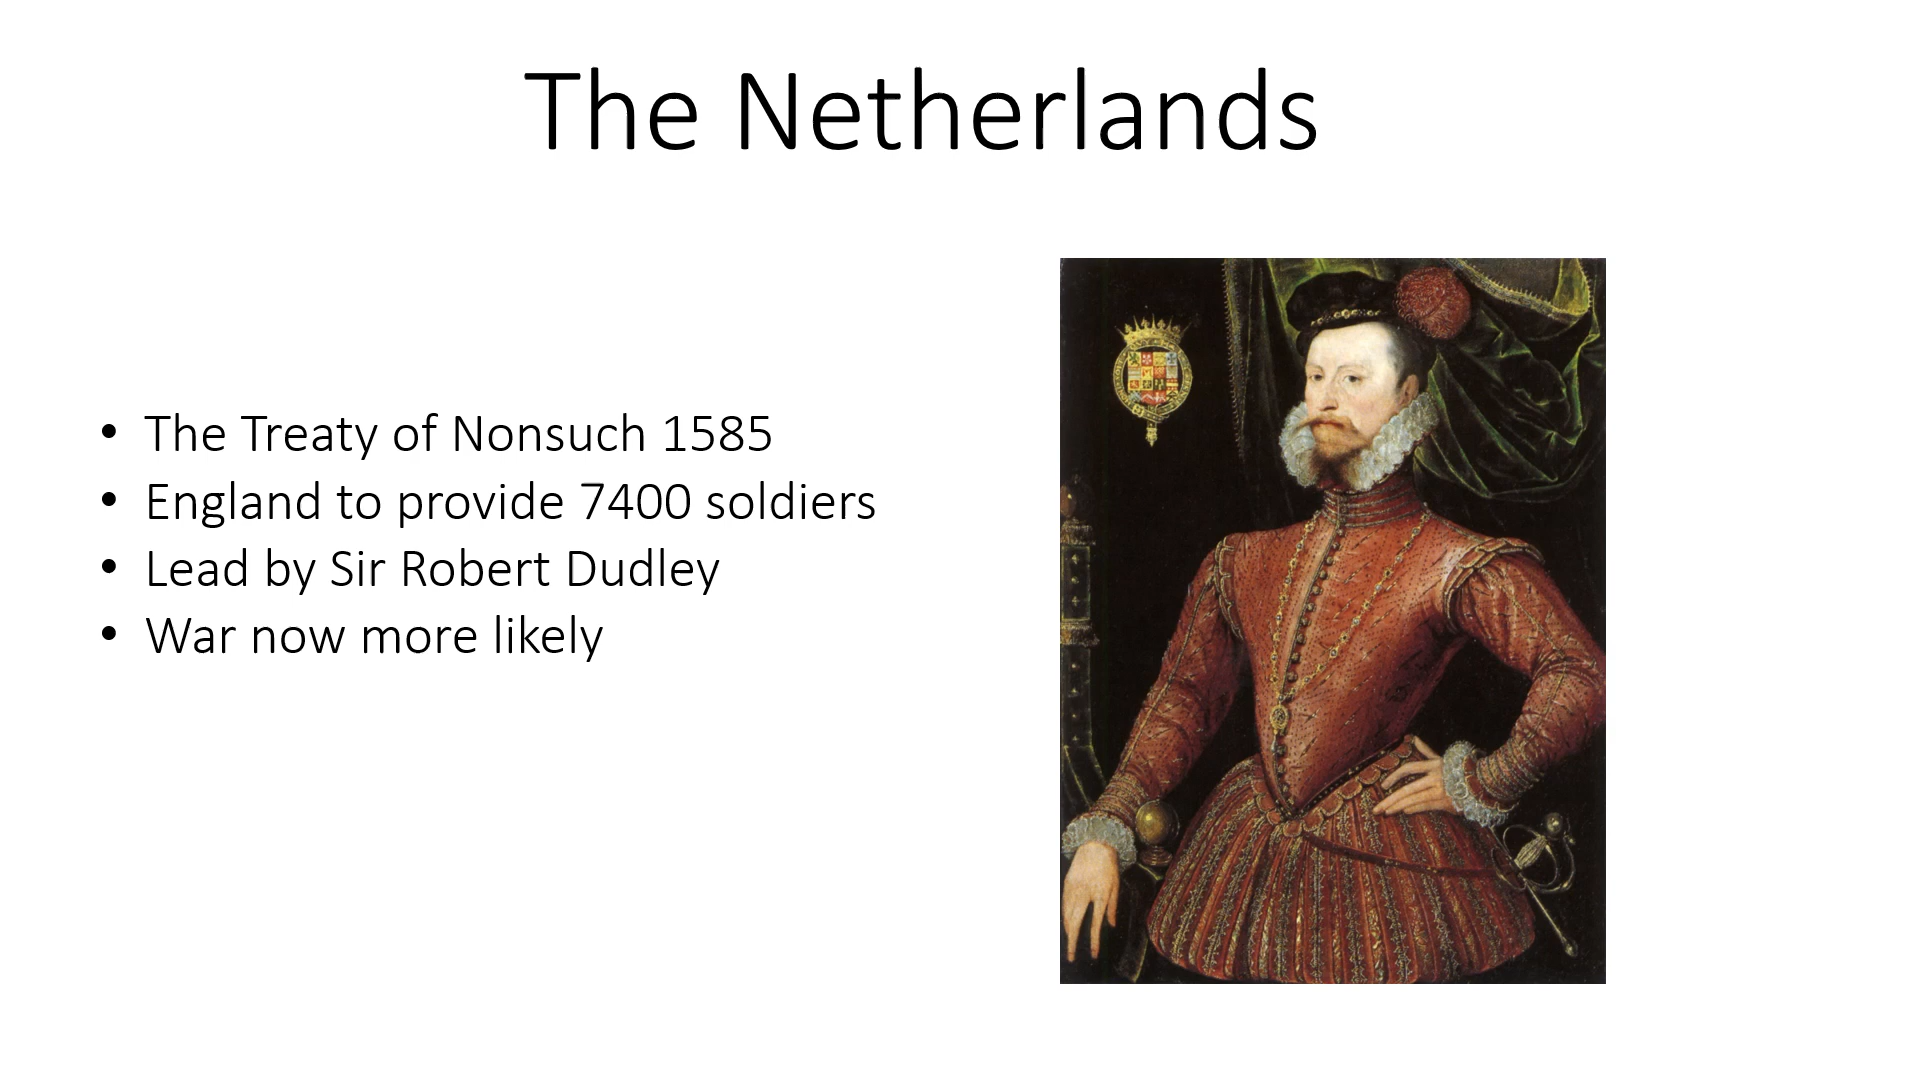 The Netherlands
• The Treaty of Nonsuch 1585
• England to provide 7400 soldiers
• Lead by Sir Robert Dudley
• War now more likely